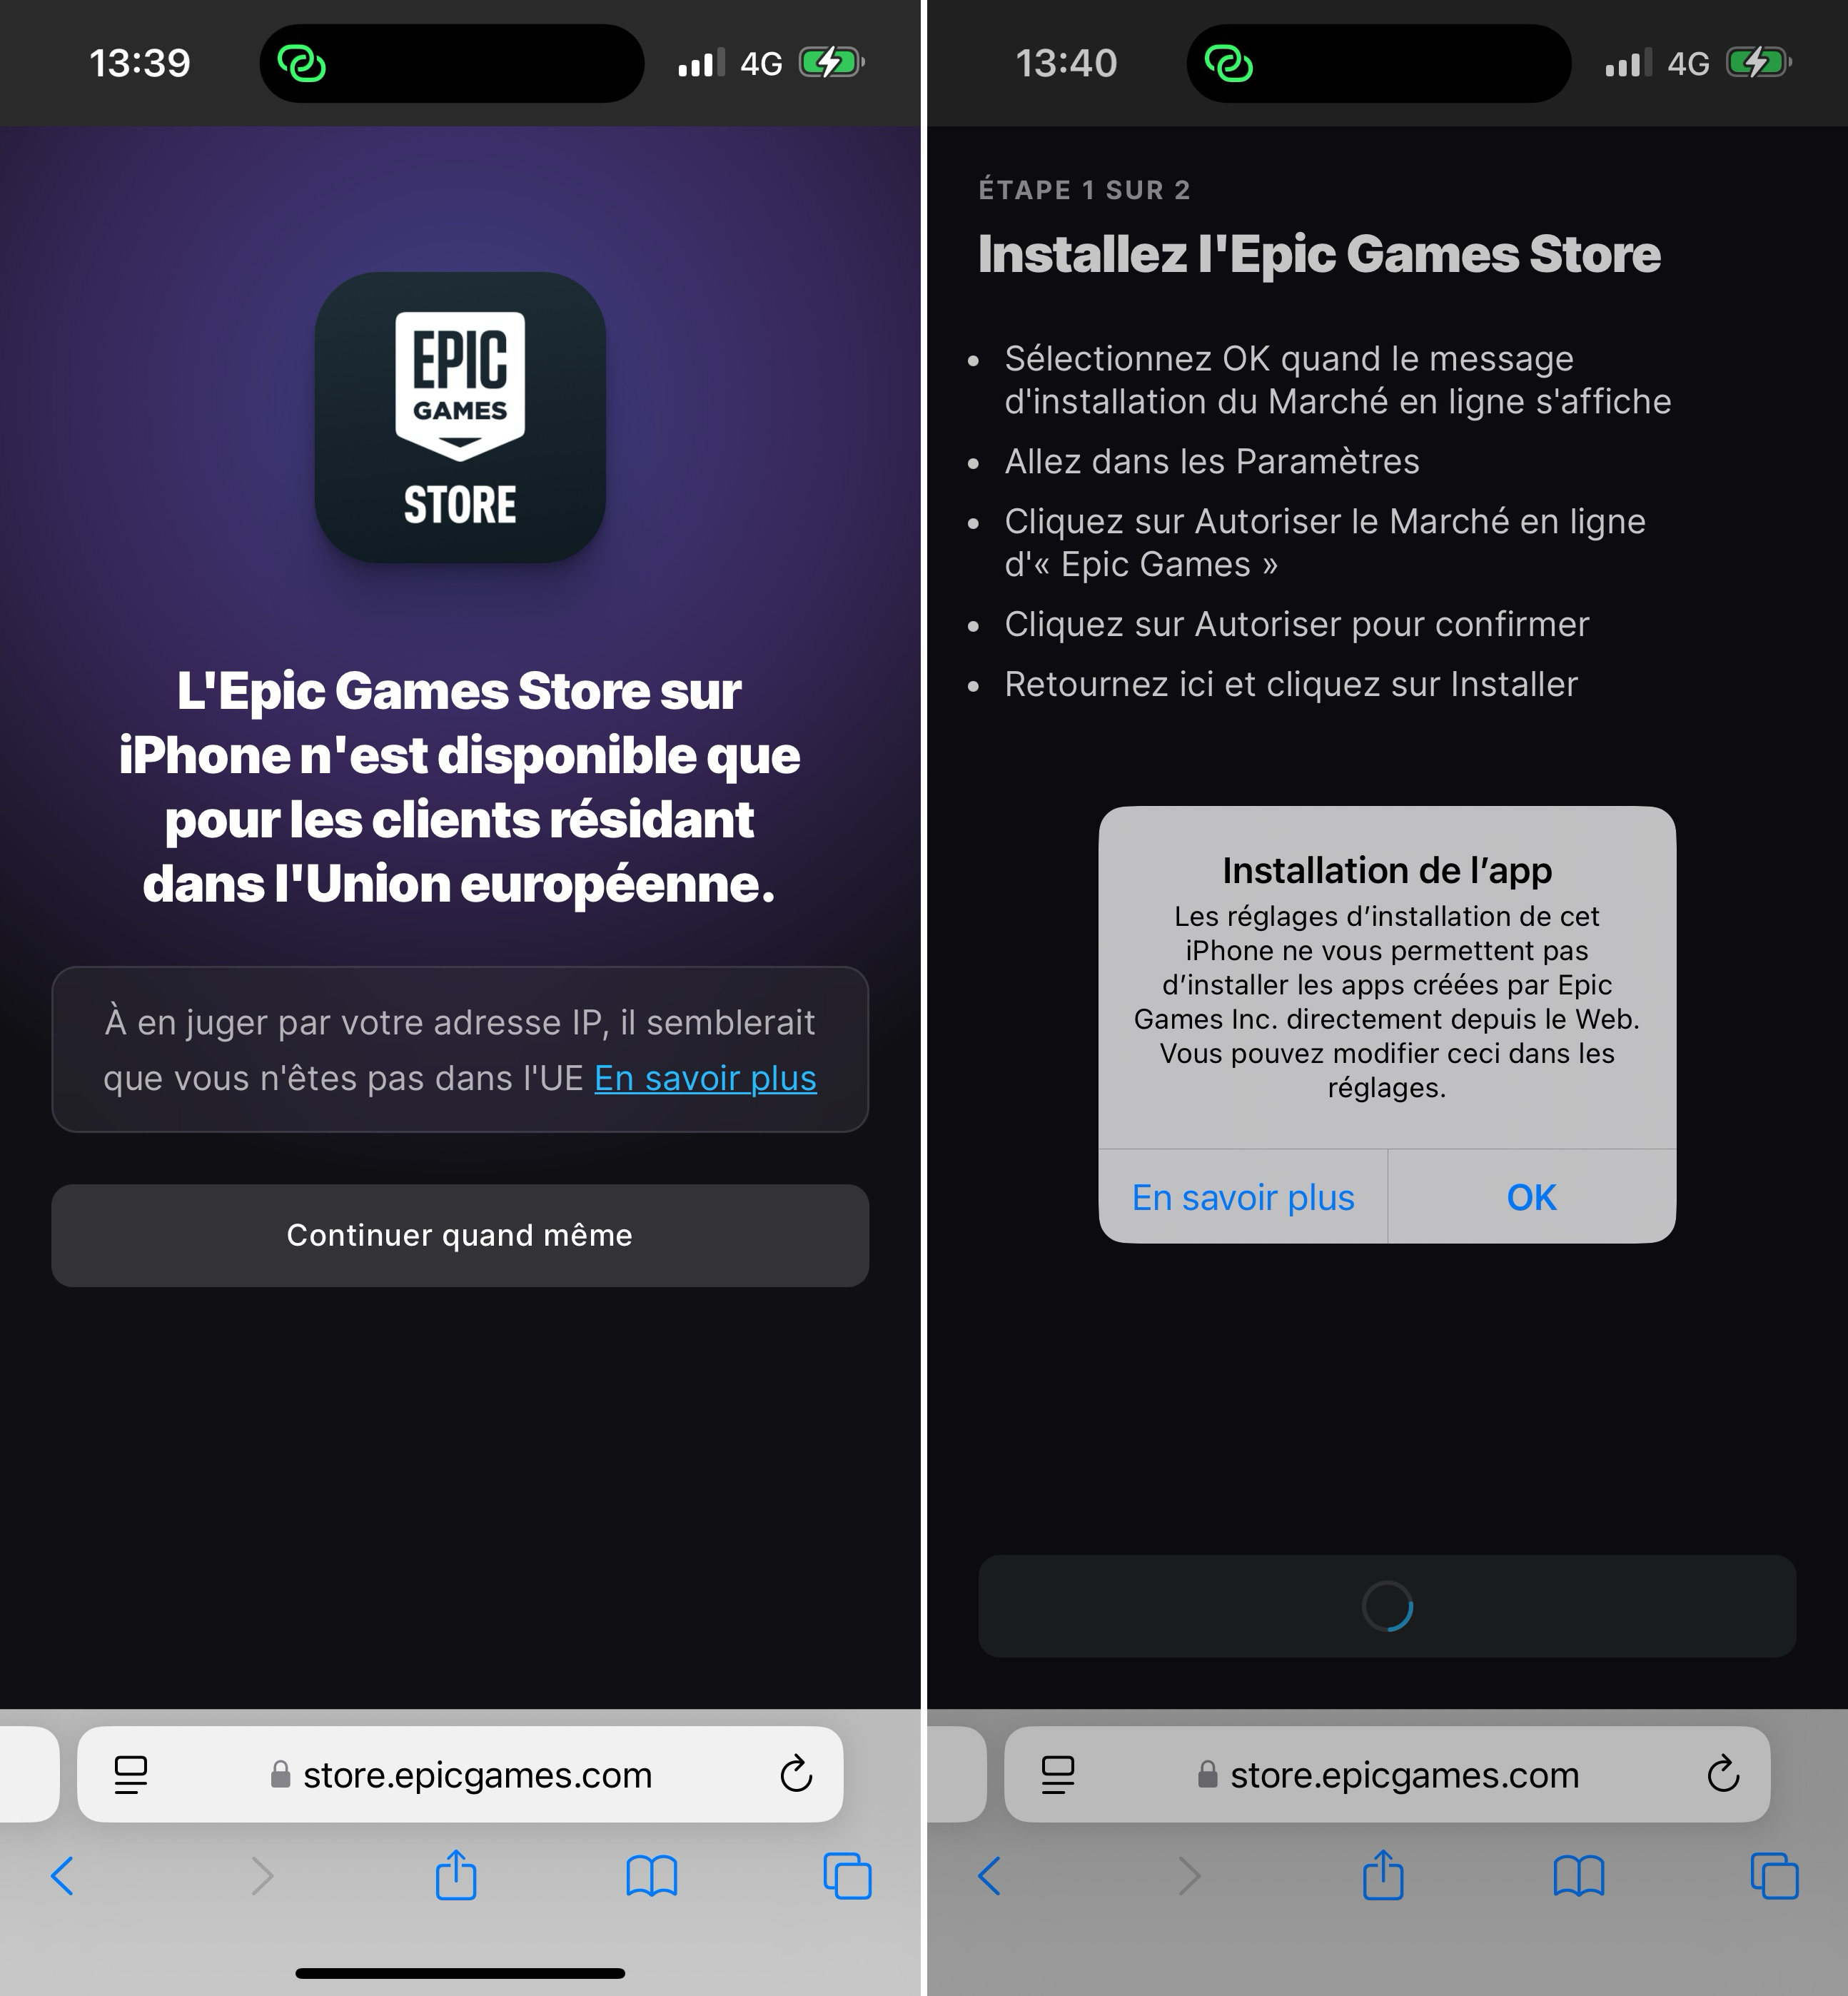 13:39
4G
EPIC
GAMES
STORE
L'Epic Games Store sur
iPhone n'est disponible que
pour les clients résidant
dans l'Union européenne.
À en juger par votre adresse IP, il semblerait
que vous n'êtes pas dans l'UE En savoir plus
Continuer quand même
store.epicgames.com
13:40
4G
ÉTAPE 1 SUR 2
Installez l'Epic Games Store
• Sélectionnez OK quand le message
d'installation du Marché en ligne s'affiche
• Allez dans les Paramètres
• Cliquez sur Autoriser le Marché en ligne
d'« Epic Games »
• Cliquez sur Autoriser pour confirmer
• Retournez ici et cliquez sur Installer
Installation de l’app
Les réglages d’installation de cet
iPhone ne vous permettent pas
d’installer les apps créées par Epic
Games Inc. directement depuis le Web.
Vous pouvez modifier ceci dans les
réglages.
En savoir plus
OK
store.epicgames.com